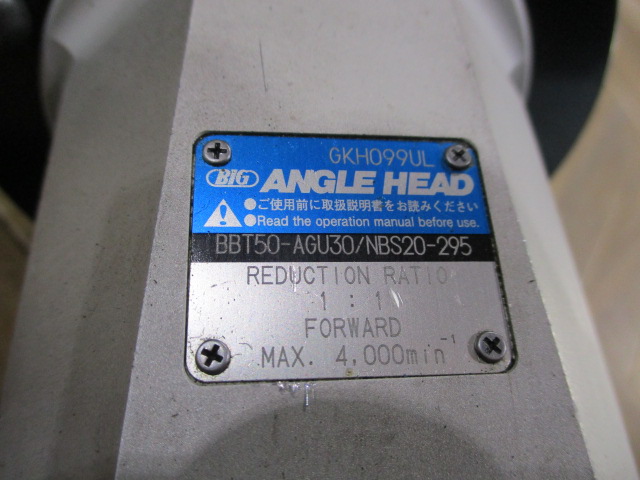 GKH099UL
BIG ANGLE HEAD
●ご使用前に取扱説明書をお読みください
●Read the operation manual before use.
BBT50-AGU30/NBS20-295
REDUCTION RATIO
1 : 1
FORWARD
MAX. 4,000min⁻¹